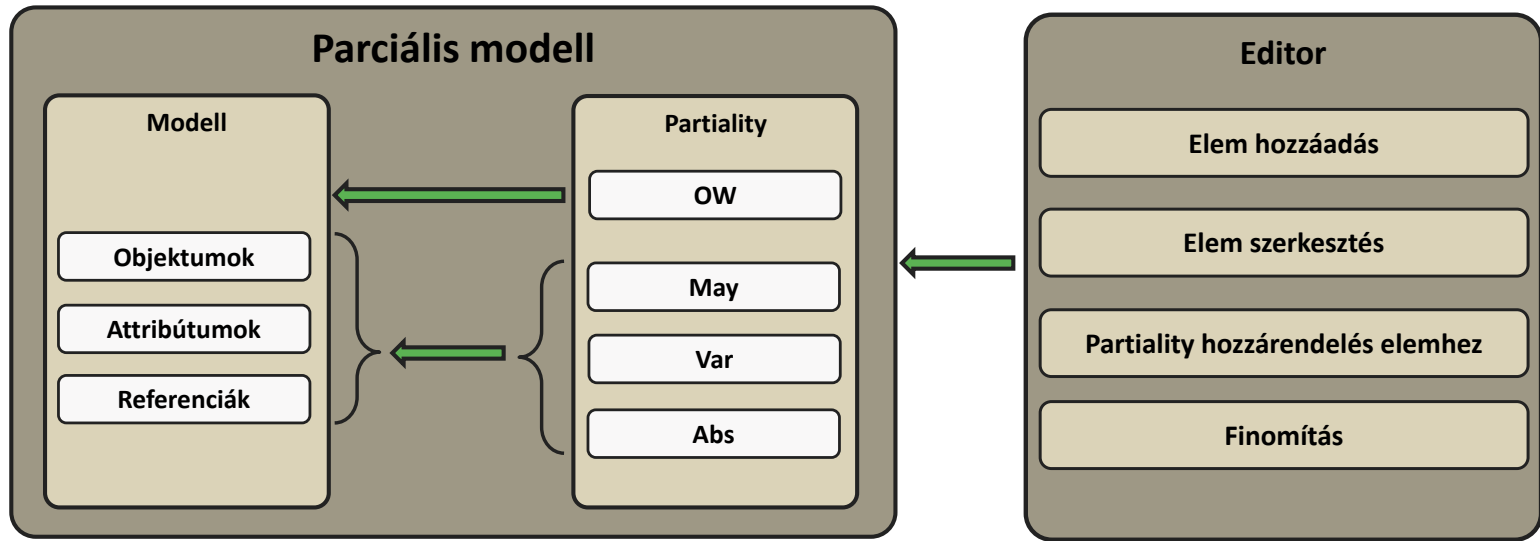 Parciális modell
Modell
Objektumok
Attribútumok
Referenciák
Partiality
OW
May
Var
Abs
Editor
Elem hozzáadás
Elem szerkesztés
Partiality hozzárendelés elemhez
Finomítás